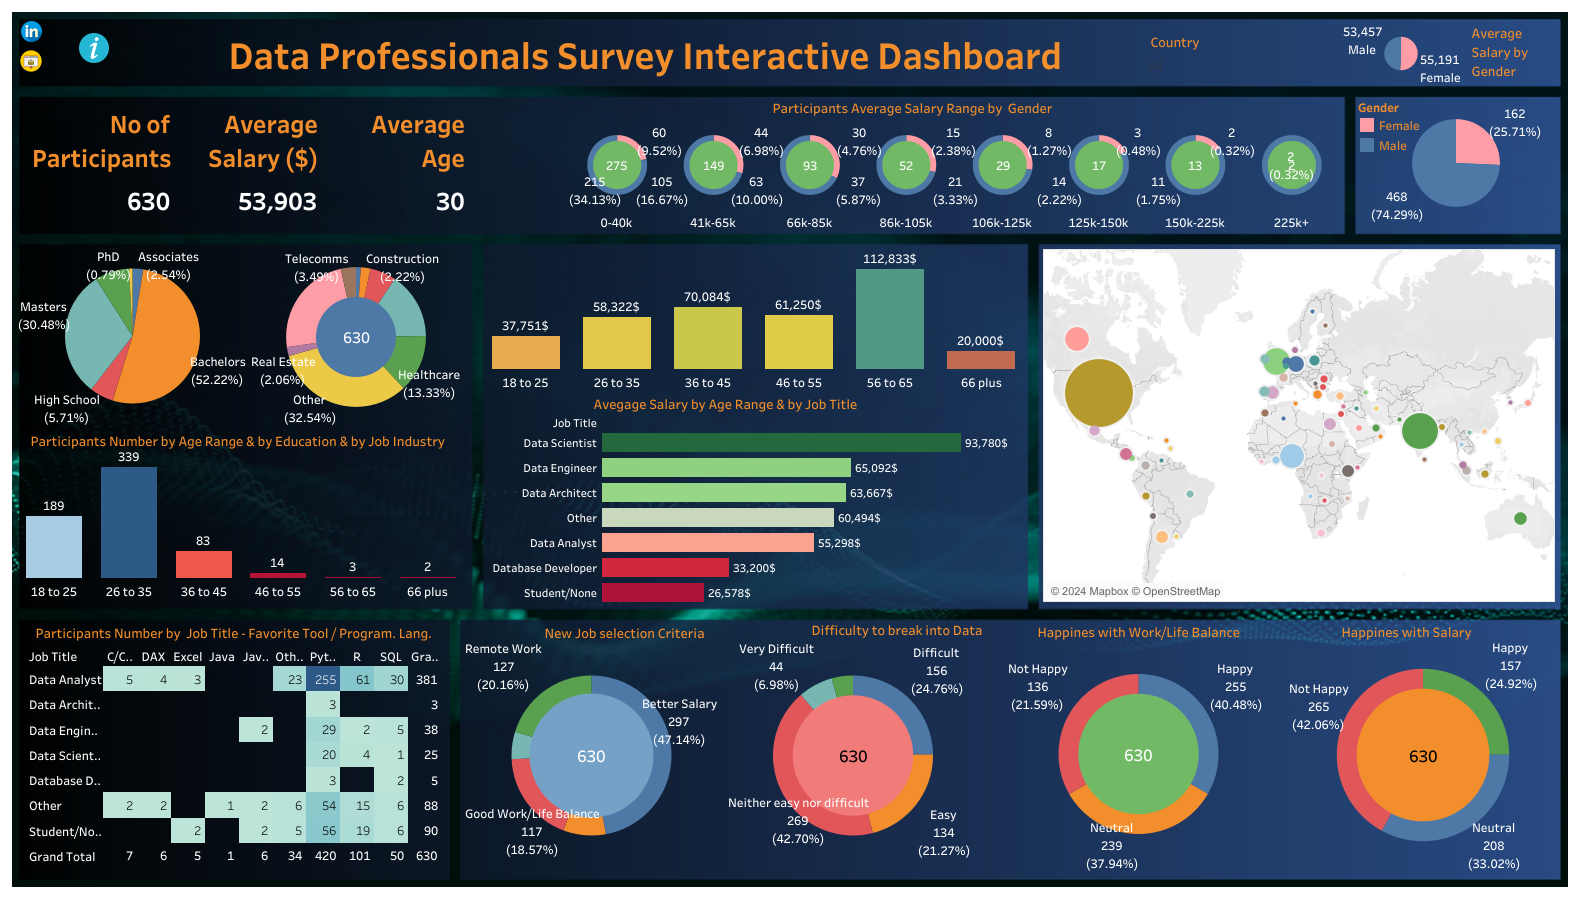 in
i
Data Professionals Survey Interactive Dashboard
Country
53,457
Male
55,191
Female
Average
Salary by
Gender
No of
Participants
630
Average
Salary ($)
53,903
Average
Age
30
Participants Average Salary Range by Gender
60
(9.52%)
275
215
(34.13%)
0-40k
44
(6.98%)
149
105
(16.67%)
41k-65k
30
(4.76%)
93
63
(10.00%)
66k-85k
15
(2.38%)
52
37
(5.87%)
86k-105k
8
(1.27%)
29
21
(3.33%)
106k-125k
3
(0.48%)
17
14
(2.22%)
125k-150k
2
(0.32%)
13
11
(1.75%)
150k-225k
2
2
(0.32%)
225k+
Gender
Female
Male
162
(25.71%)
468
(74.29%)
PhD
(0.79%)
Associates
(2.54%)
Masters
(30.48%)
Bachelors
(52.22%)
High School
(5.71%)
Telecomms
(3.49%)
Construction
(2.22%)
630
Real Estate
(2.06%)
Healthcare
(13.33%)
Other
(32.54%)
Participants Number by Age Range & by Education & by Job Industry
189
339
83
14
3
2
18 to 25
26 to 35
36 to 45
46 to 55
56 to 65
66 plus
37,751$
58,322$
70,084$
61,250$
112,833$
20,000$
18 to 25
26 to 35
36 to 45
46 to 55
56 to 65
66 plus
Avegage Salary by Age Range & by Job Title
Job Title
Data Scientist 93,780$
Data Engineer 65,092$
Data Architect 63,667$
Other 60,494$
Data Analyst 55,298$
Database Developer 33,200$
Student/None 26,578$
© 2024 Mapbox © OpenStreetMap
Participants Number by Job Title - Favorite Tool / Program. Lang.
Job Title C/C.. DAX Excel Java Jav.. Oth.. Pyt.. R SQL Gra..
Data Analyst 5 4 3 23 255 61 30 381
Data Archit.. 3 3
Data Engin.. 2 29 2 5 38
Data Scient.. 20 4 1 25
Database D.. 3 2 5
Other 2 2 1 2 6 54 15 6 88
Student/No.. 2 2 5 56 19 6 90
Grand Total 7 6 5 1 6 34 420 101 50 630
New Job selection Criteria
Remote Work
127
(20.16%)
Better Salary
297
(47.14%)
630
Good Work/Life Balance
117
(18.57%)
Difficulty to break into Data
Very Difficult
44
(6.98%)
Difficult
156
(24.76%)
630
Neither easy nor difficult
269
(42.70%)
Easy
134
(21.27%)
Happines with Work/Life Balance
Not Happy
136
(21.59%)
Happy
255
(40.48%)
630
Neutral
239
(37.94%)
Happines with Salary
Happy
157
(24.92%)
Not Happy
265
(42.06%)
630
Neutral
208
(33.02%)